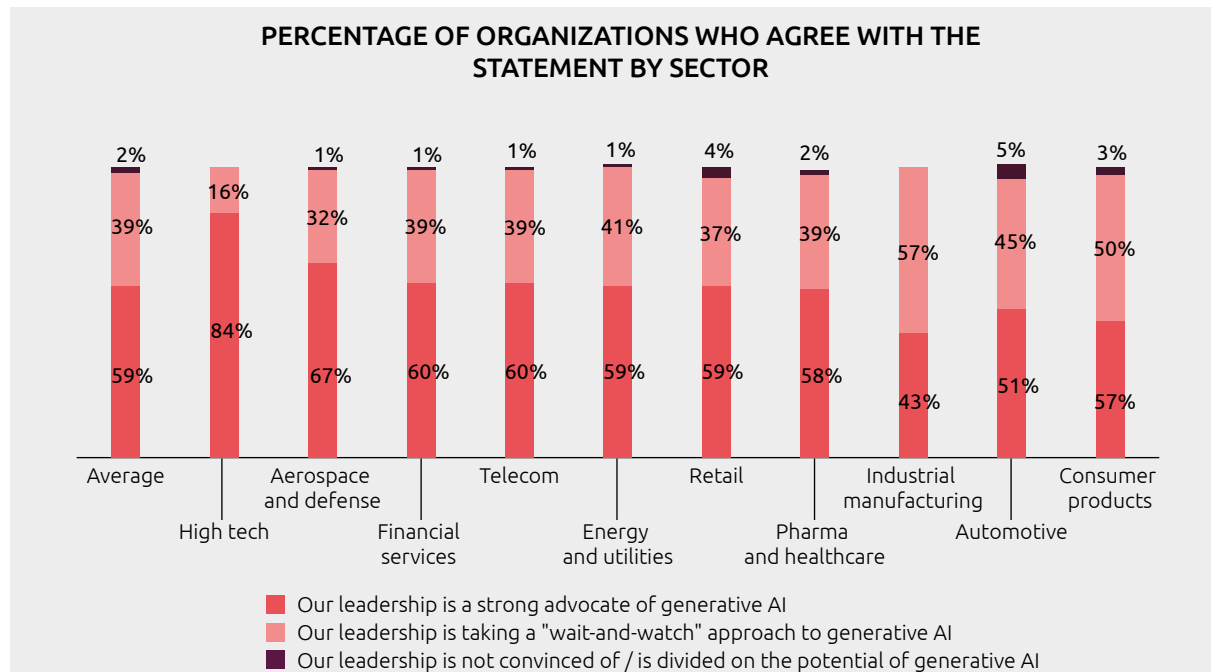 PERCENTAGE OF ORGANIZATIONS WHO AGREE WITH THE
STATEMENT BY SECTOR
2% 1% 1% 1% 1% 4% 2% 5% 3%
39% 16% 32% 39% 39% 41% 37% 39% 57% 45% 50%
59% 84% 67% 60% 60% 59% 59% 58% 43% 51% 57%
Average Aerospace Telecom Retail Industrial Consumer
and defense manufacturing products
High tech Financial Energy Pharma Automotive
services and utilities and healthcare
Our leadership is a strong advocate of generative AI
Our leadership is taking a "wait-and-watch" approach to generative AI
Our leadership is not convinced of / is divided on the potential of generative AI